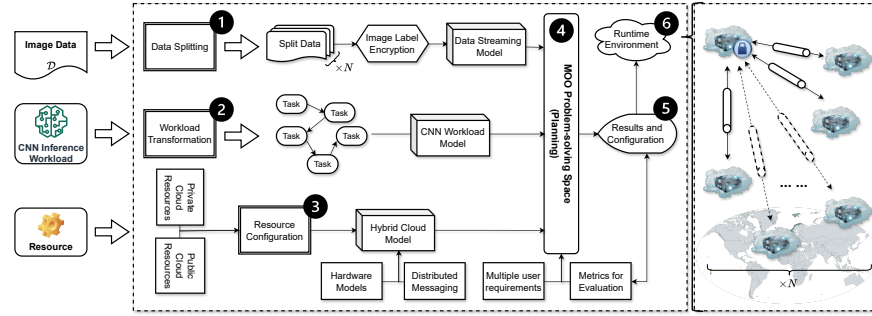 Image Data
𝒟
1
Data Splitting
Split Data
×N
Image Label
Encryption
Data Streaming
Model
4
MOO Problem-solving Space
(Planning)
6
Runtime
Environment
CNN Inference
Workload
2
Workload
Transformation
Task
Task
Task
Task
Task
CNN Workload
Model
5
Results and
Configuration
Resource
Private
Cloud
Resources
Public
Cloud
Resources
3
Resource
Configuration
Hybrid Cloud
Model
Hardware
Models
Distributed
Messaging
Multiple user
requirements
Metrics for
Evaluation
... ...
×N